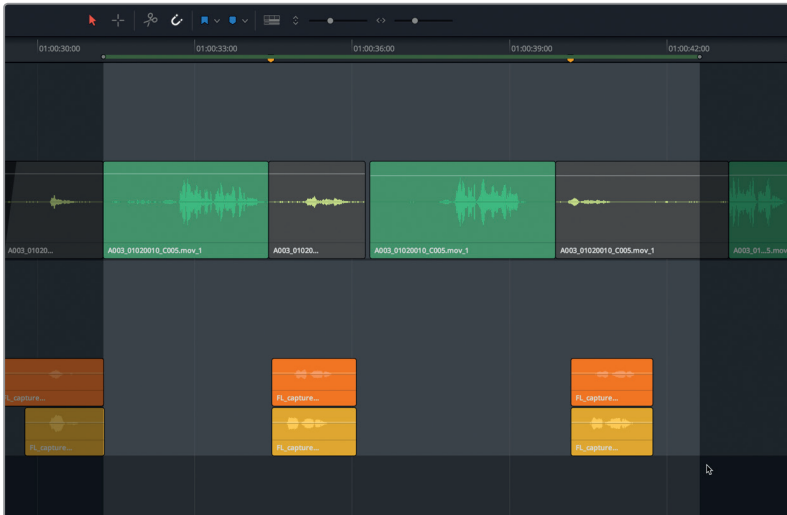 01:00:30:00 01:00:33:00 01:00:36:00 01:00:39:00 01:00:42:00
A003_01020... A003_01020010_C005.mov_1 A003_01020... A003_01020010_C005.mov_1 A003_01020010_C005.mov_1 A003_01...5.mov
FL_capture... FL_capture... FL_capture...
FL_capture... FL_capture... FL_capture...